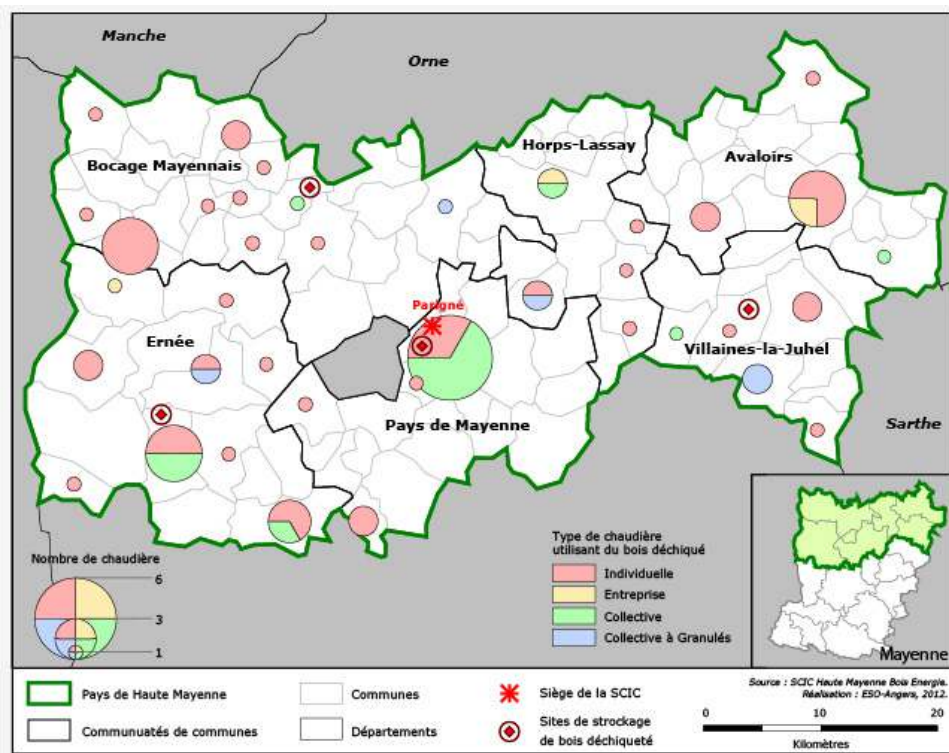 Manche
Orne
Bocage Mayennais
Horps-Lassay
Avaloirs
Parigné
Ernée
Villaines-la-Juhel
Pays de Mayenne
Sarthe
Nombre de chaudière
6
3
1
Type de chaudière
utilisant du bois déchiqué
Individuelle
Entreprise
Collective
Collective à Granulés
Mayenne
Pays de Haute Mayenne
Communuatés de communes
Communes
Départements
Siège de la SCIC
Sites de strockage
de bois déchiqueté
Source : SCIC Haute Mayenne Bois Energie.
Réalisation : ESO-Angers, 2012.
0 10 20
Kilomètres